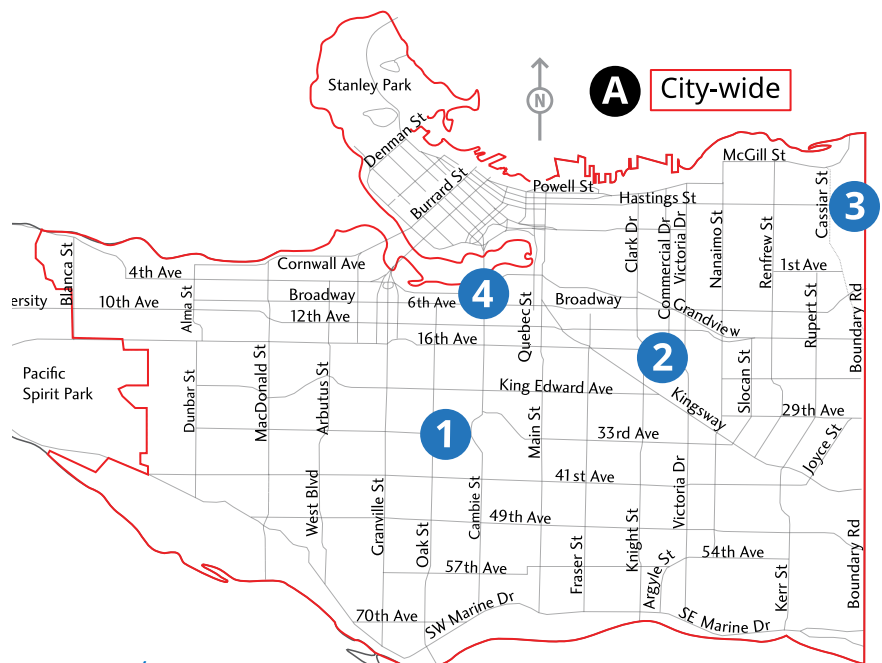 Stanley Park
N
A
City-wide
Denman St
McGill St
Burrard St
Powell St
Hastings St
Cassiar St
3
Blanca St
4th Ave
Cornwall Ave
Clark Dr
Commercial Dr
Victoria Dr
Nanaimo St
Renfrew St
1st Ave
ersity
10th Ave
Alma St
Broadway
6th Ave
4
Quebec St
Broadway
Grandview
Rupert St
Boundary Rd
12th Ave
16th Ave
2
Pacific
Spirit Park
Dunbar St
MacDonald St
Arbutus St
King Edward Ave
Kingsway
Slocan St
29th Ave
1
Main St
33rd Ave
Joyce St
41st Ave
West Blvd
Granville St
Oak St
Cambie St
49th Ave
Fraser St
Knight St
Victoria Dr
54th Ave
Argyle St
Kerr St
Boundary Rd
57th Ave
70th Ave
SW Marine Dr
SE Marine Dr